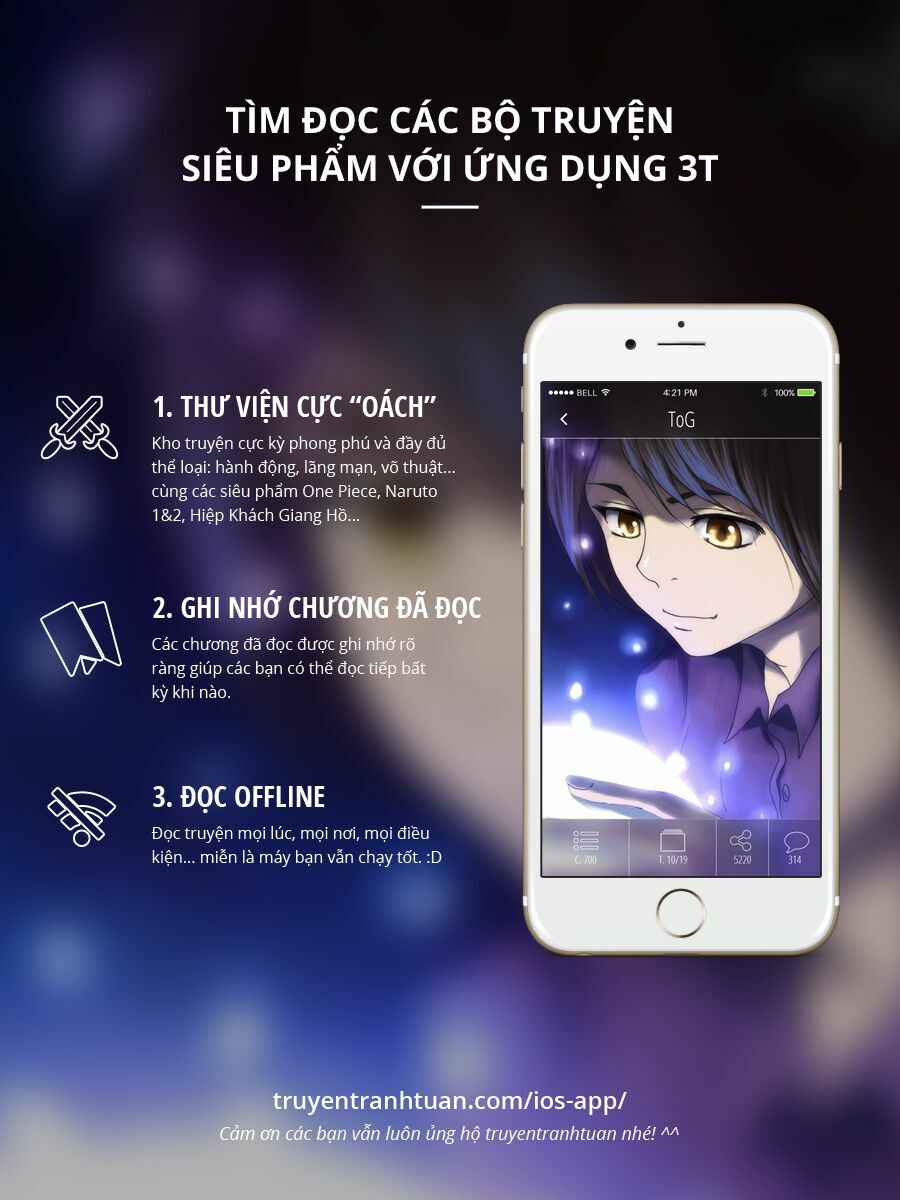 TÌM ĐỌC CÁC BỘ TRUYỆN
SIÊU PHẨM VỚI ỨNG DỤNG 3T
1. THƯ VIỆN CỰC “OÁCH”
Kho truyện cực kỳ phong phú và đầy đủ
thể loại: hành động, lãng mạn, võ thuật...
cùng các siêu phẩm One Piece, Naruto
1&2, Hiệp Khách Giang Hồ...
2. GHI NHỚ CHƯƠNG ĐÃ ĐỌC
Các chương đã đọc được ghi nhớ rõ
ràng giúp các bạn có thể đọc tiếp bất
kỳ khi nào.
3. ĐỌC OFFLINE
Đọc truyện mọi lúc, mọi nơi, mọi điều
kiện... miễn là máy bạn vẫn chạy tốt. :D
BELL 4:21 PM 100%
ToG
C. 700 T. 10/19 5220 314
truyentranhtuan.com/ios-app/
Cảm ơn các bạn vẫn luôn ủng hộ truyentranhtuan nhé! ^^